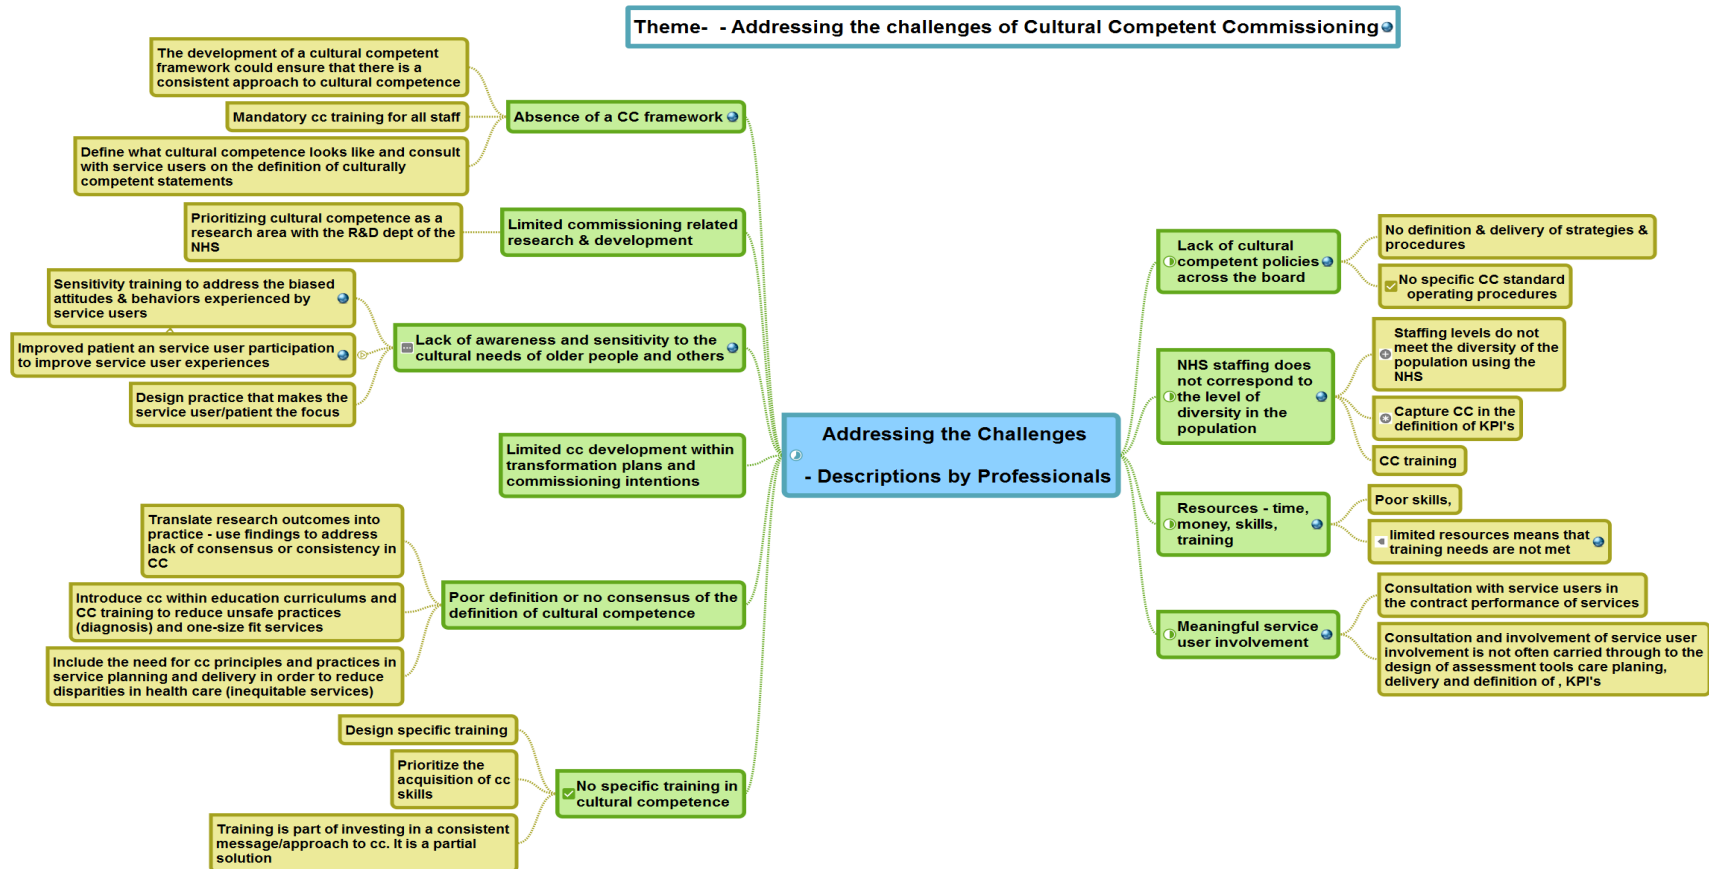 Theme-  - Addressing the challenges of Cultural Competent Commissioning
The development of a cultural competent
framework could ensure that there is a
consistent approach to cultural competence
Mandatory cc training for all staff
Define what cultural competence looks like and consult
with service users on the definition of culturally
competent statements
Absence of a CC framework
Prioritizing cultural competence as a
research area with the R&D dept of the
NHS
Limited commissioning related
research & development
Sensitivity training to address the biased
attitudes & behaviors experienced by
service users
Improved patient an service user participation
to improve service user experiences
Design practice that makes the
service user/patient the focus
Lack of awareness and sensitivity to the
cultural needs of older people and others
Limited cc development within
transformation plans and
commissioning intentions
Translate research outcomes into
practice - use findings to address
lack of consensus or consistency in
CC
Introduce cc within education curriculums and
CC training to reduce unsafe practices
(diagnosis) and one-size fit services
Include the need for cc principles and practices in
service planning and delivery in order to reduce
disparities in health care (inequitable services)
Poor definition or no consensus of the
definition of cultural competence
Design specific training
Prioritize the
acquisition of cc
skills
Training is part of investing in a consistent
message/approach to cc. It is a partial
solution
No specific training in
cultural competence
Addressing the Challenges
- Descriptions by Professionals
Lack of cultural
competent policies
across the board
No definition & delivery of strategies &
procedures
No specific CC standard
operating procedures
NHS staffing does
not correspond to
the level of
diversity in the
population
Staffing levels do not
meet the diversity of the
population using the
NHS
Capture CC in the
definition of KPI's
CC training
Resources - time,
money, skills,
training
Poor skills,
limited resources means that
training needs are not met
Meaningful service
user involvement
Consultation with service users in
the contract performance of services
Consultation and involvement of service user
involvement is not often carried through to the
design of assessment tools care planing,
delivery and definition of , KPI's